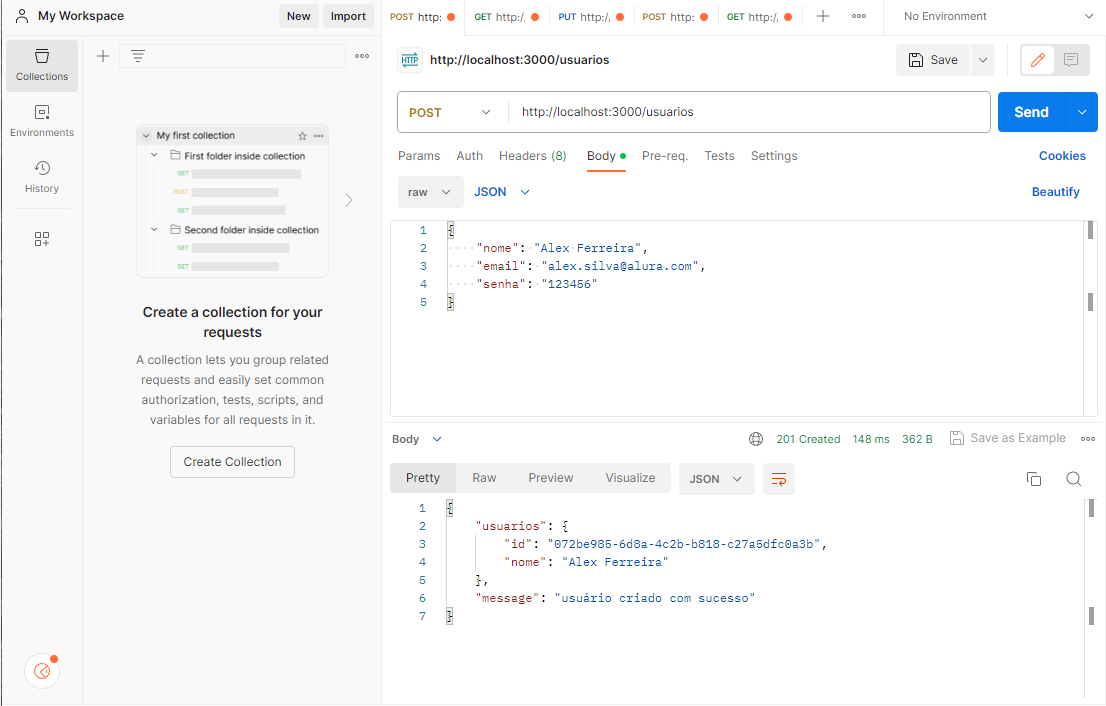 My Workspace
New
Import
POST http:
GET http:/
PUT http:/
POST http:
GET http:/
No Environment
Collections
Environments
History
My first collection
First folder inside collection
GET
POST
GET
Second folder inside collection
GET
GET
Create a collection for your
requests
A collection lets you group related
requests and easily set common
authorization, tests, scripts, and
variables for all requests in it.
Create Collection
HTTP http://localhost:3000/usuarios
Save
POST http://localhost:3000/usuarios
Send
Params Auth Headers (8) Body Pre-req. Tests Settings
Cookies
raw JSON
Beautify
1 {
2 "nome": "Alex Ferreira",
3 "email": "alex.silva@alura.com",
4 "senha": "123456"
5 }
Body
201 Created 148 ms 362 B Save as Example
Pretty Raw Preview Visualize JSON
1 {
2 "usuarios": {
3 "id": "072be985-6d8a-4c2b-b818-c27a5dfc0a3b",
4 "nome": "Alex Ferreira"
5 },
6 "message": "usuário criado com sucesso"
7 }